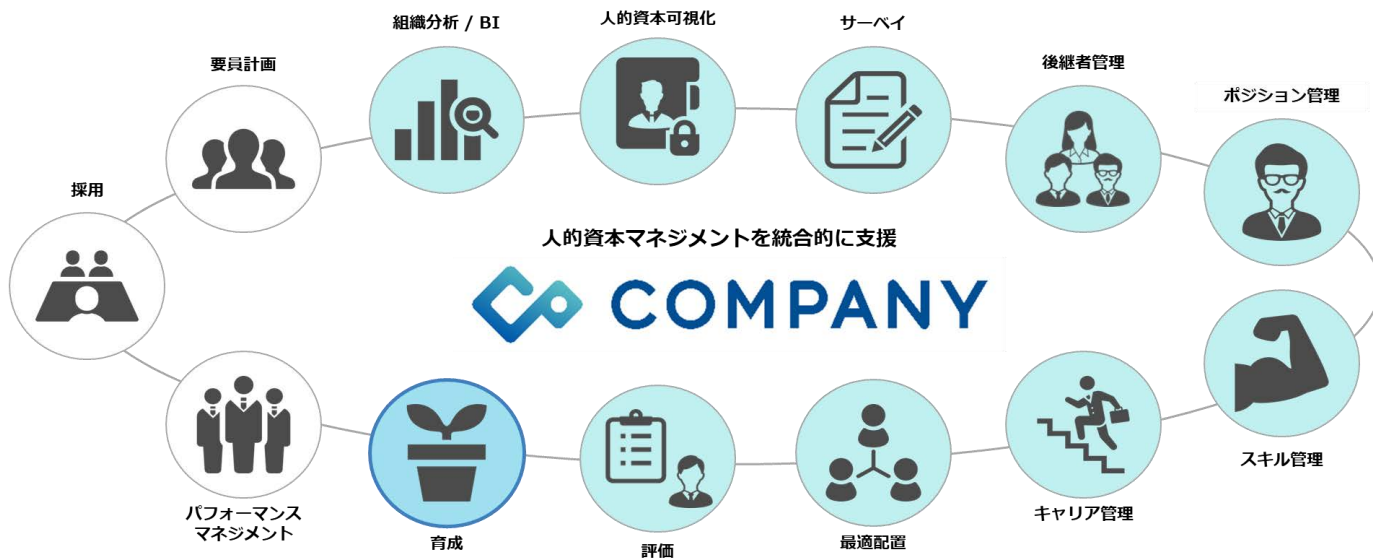 組織分析 / BI
人的資本可視化
サーベイ
要員計画
後継者管理
ポジション管理
採用
人的資本マネジメントを統合的に支援
COMPANY
スキル管理
パフォーマンス
マネジメント
育成
評価
最適配置
キャリア管理